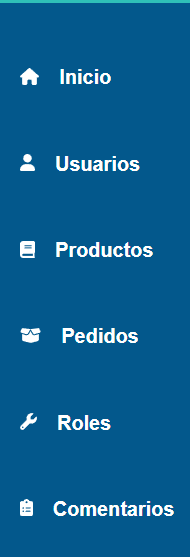 Inicio
Usuarios
Productos
Pedidos
Roles
Comentarios